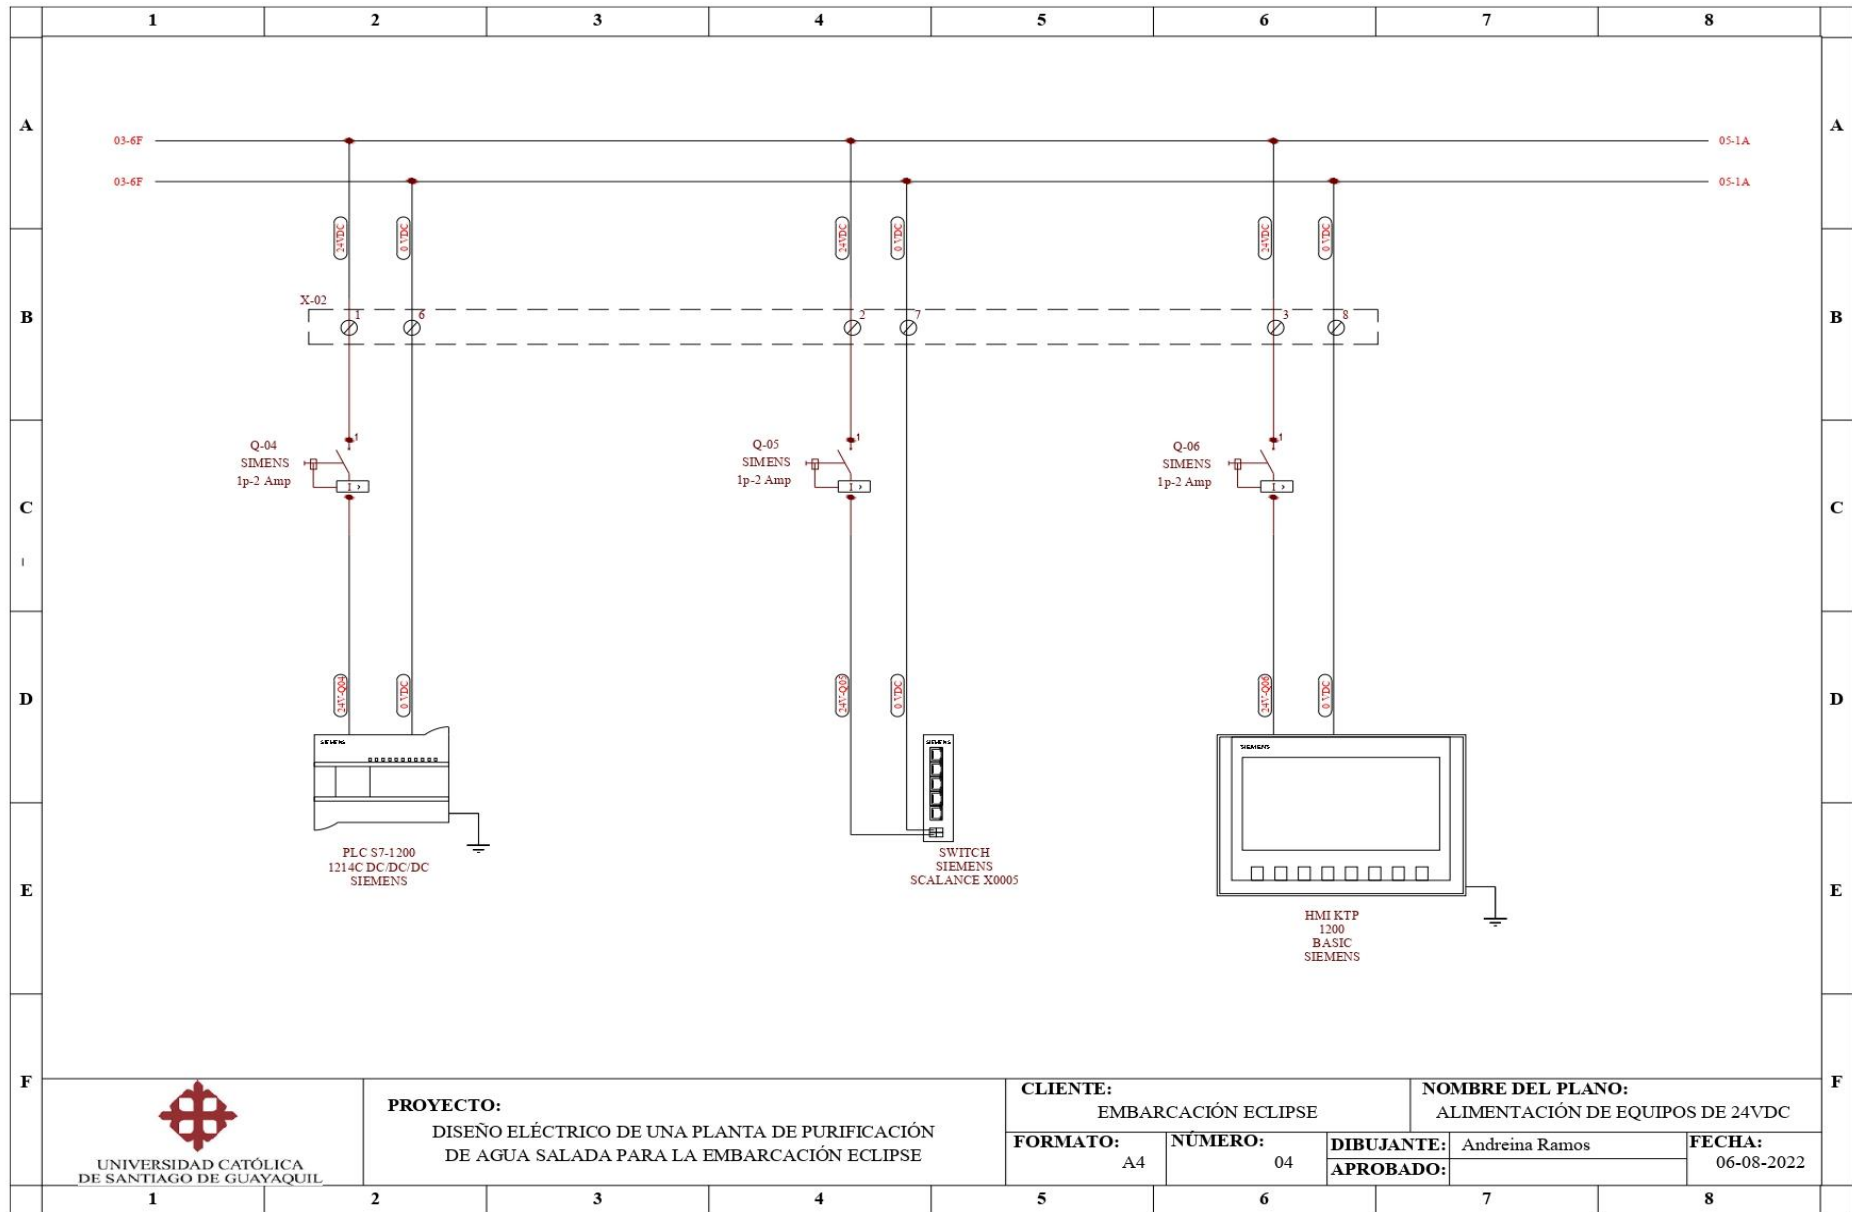 1 2 3 4 5 6 7 8
A A
03-6F 05-1A
03-6F 05-1A
24VDC 0 VDC 24VDC 0 VDC 24VDC 0 VDC
X-02
B 1 6 2 7 3 8 B
1 1 1
Q-04 Q-05 Q-06
SIMENS SIMENS SIMENS
1p-2 Amp 1p-2 Amp 1p-2 Amp
I > I > I >
C C
D D
24V-Q04 0 VDC 24V-Q05 0 VDC 24V-Q06 0 VDC
SIEMENS SIEMENS SIEMENS
PLC S7-1200
1214C DC/DC/DC
SIEMENS
SWITCH
SIEMENS
SCALANCE X0005
E E
HMI KTP
1200
BASIC
SIEMENS
F F
UNIVERSIDAD CATÓLICA
DE SANTIAGO DE GUAYAQUIL
PROYECTO:
DISEÑO ELÉCTRICO DE UNA PLANTA DE PURIFICACIÓN
DE AGUA SALADA PARA LA EMBARCACIÓN ECLIPSE
CLIENTE:
EMBARCACIÓN ECLIPSE
NOMBRE DEL PLANO:
ALIMENTACIÓN DE EQUIPOS DE 24VDC
FORMATO:
A4
NÚMERO:
04
DIBUJANTE: Andreina Ramos
APROBADO:
FECHA:
06-08-2022
1 2 3 4 5 6 7 8